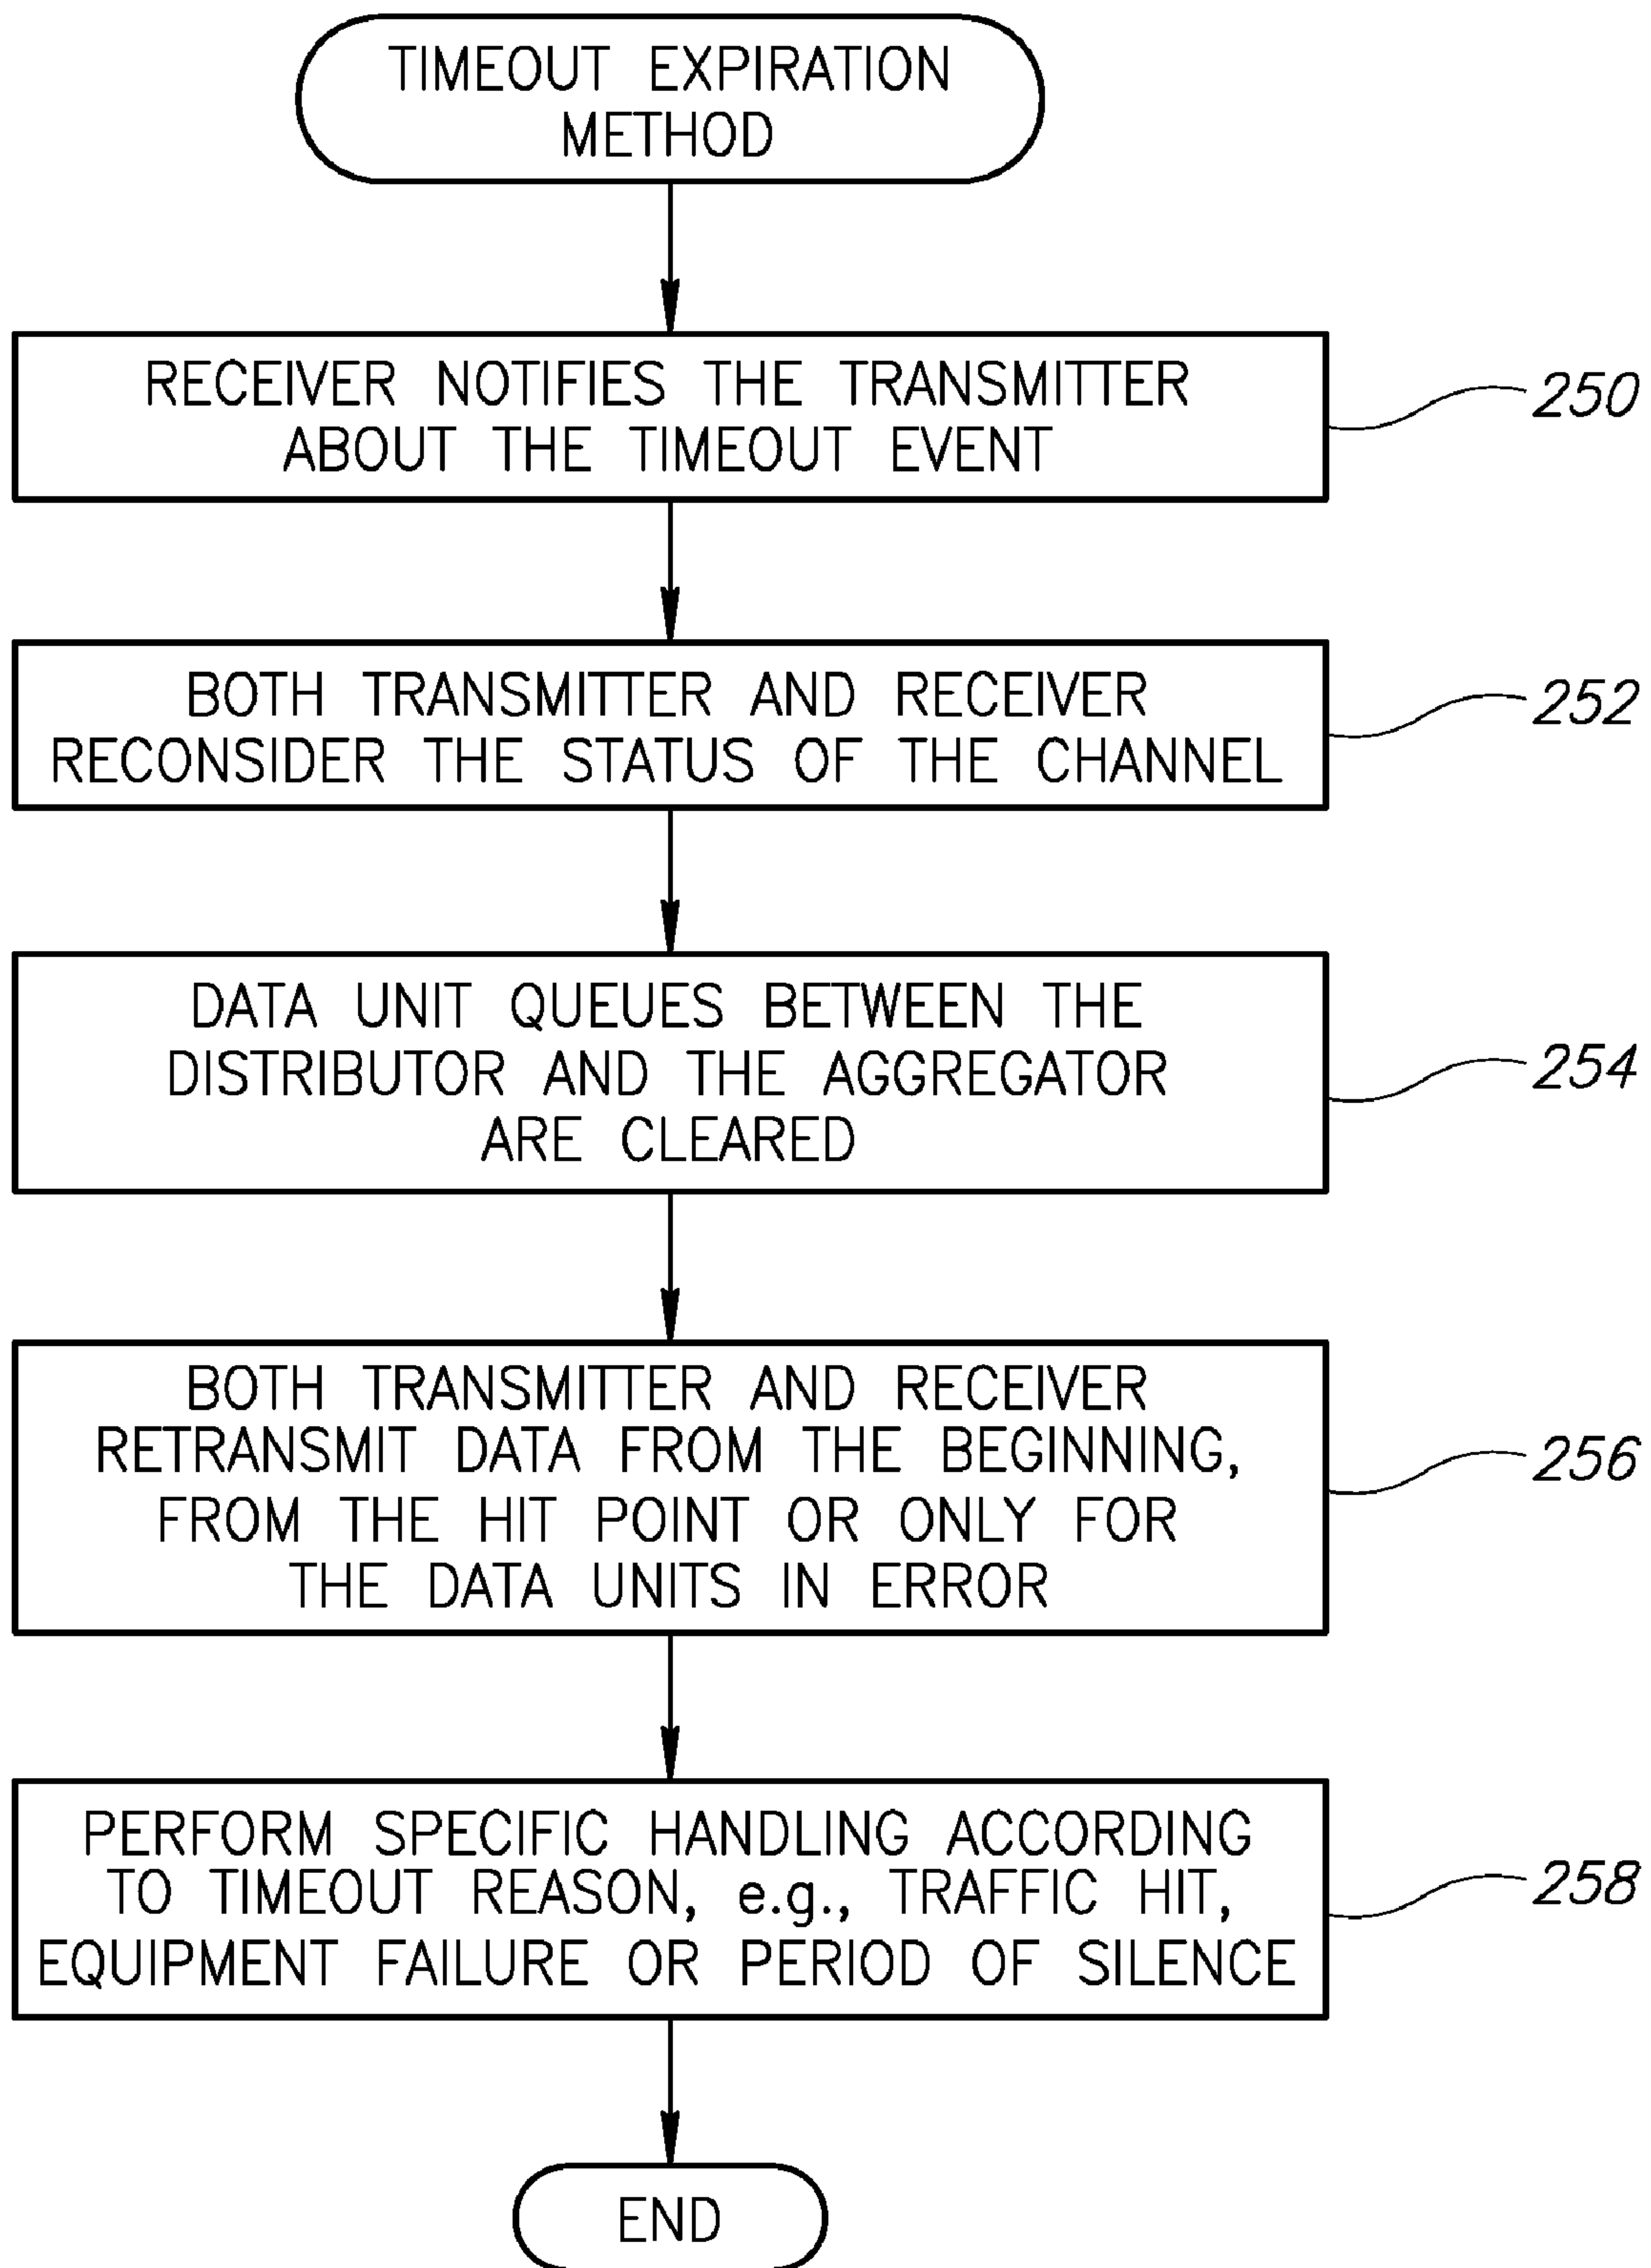 TIMEOUT EXPIRATION
METHOD
RECEIVER NOTIFIES THE TRANSMITTER
ABOUT THE TIMEOUT EVENT
250
BOTH TRANSMITTER AND RECEIVER
RECONSIDER THE STATUS OF THE CHANNEL
252
DATA UNIT QUEUES BETWEEN THE
DISTRIBUTOR AND THE AGGREGATOR
ARE CLEARED
254
BOTH TRANSMITTER AND RECEIVER
RETRANSMIT DATA FROM THE BEGINNING,
FROM THE HIT POINT OR ONLY FOR
THE DATA UNITS IN ERROR
256
PERFORM SPECIFIC HANDLING ACCORDING
TO TIMEOUT REASON, e.g., TRAFFIC HIT,
EQUIPMENT FAILURE OR PERIOD OF SILENCE
258
END